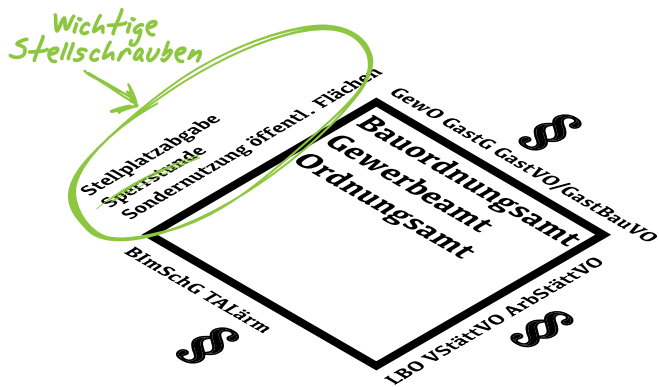 Wichtige
Stellschrauben
Stellplatzabgabe
Sperrstunde
Sondernutzung öffentl. Flächen
GewO GastG GastVO/GastBauVO
§
Bauordnungsamt
Gewerbeamt
Ordnungsamt
BImSchG TALärm
§
LBO VStättVO ArbStättVO
§